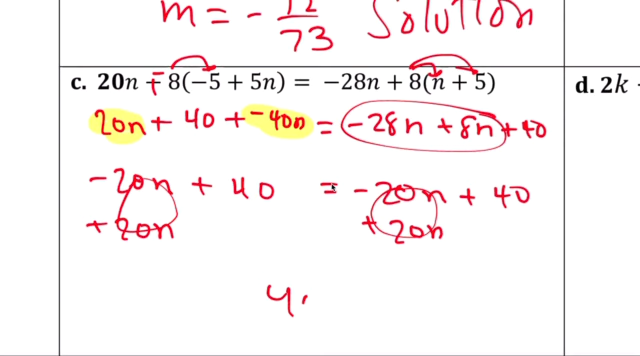 m = - 12/73 Solution
c. 20n - 8(-5 + 5n) = -28n + 8(n + 5)
d. 2k
20n + 40 + -40n = -28n + 8n + 40
-20n + 40 = -20n + 40
+ 20n + 20n
4